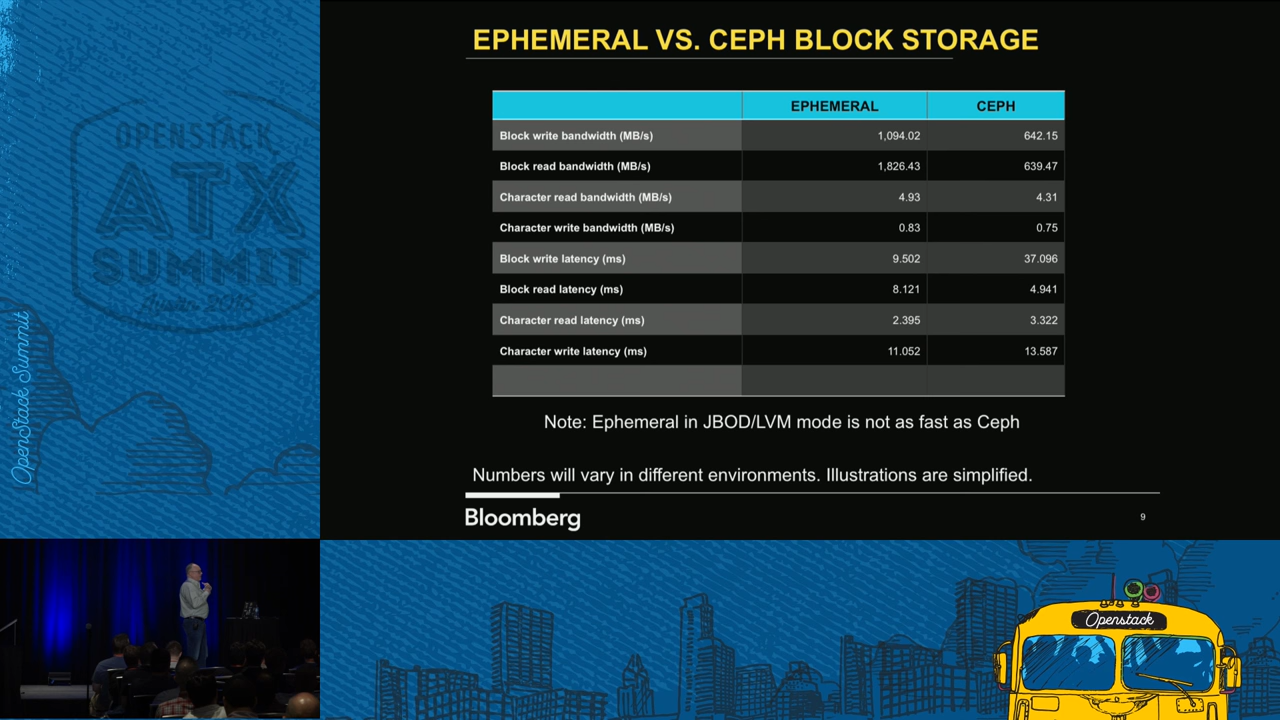 EPHEMERAL VS. CEPH BLOCK STORAGE
EPHEMERAL CEPH
Block write bandwidth (MB/s) 1,094.02 642.15
Block read bandwidth (MB/s) 1,826.43 639.47
Character read bandwidth (MB/s) 4.93 4.31
Character write bandwidth (MB/s) 0.83 0.75
Block write latency (ms) 9.502 37.096
Block read latency (ms) 8.121 4.941
Character read latency (ms) 2.395 3.322
Character write latency (ms) 11.052 13.587
Note: Ephemeral in JBOD/LVM mode is not as fast as Ceph
Numbers will vary in different environments. Illustrations are simplified.
Bloomberg
9
OPENSTACK
ATX
SUMMIT
Austin 2016
OpenStack Summit
Openstack